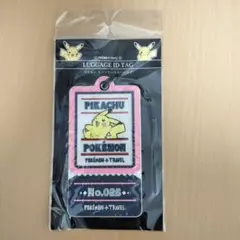 LUGGAGE ID TAG
PIKACHU
POKÉMON
POKÉMON TRAVEL
No.025
POKÉMON TRAVEL